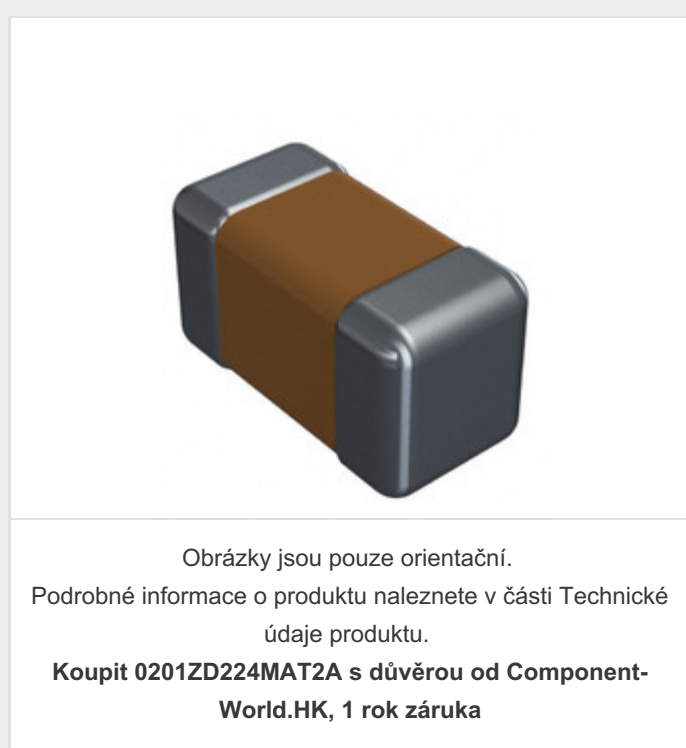 Obrázky jsou pouze orientační.
Podrobné informace o produktu naleznete v části Technické
údaje produktu.
Koupit 0201ZD224MAT2A s důvěrou od Component-
World.HK, 1 rok záruka